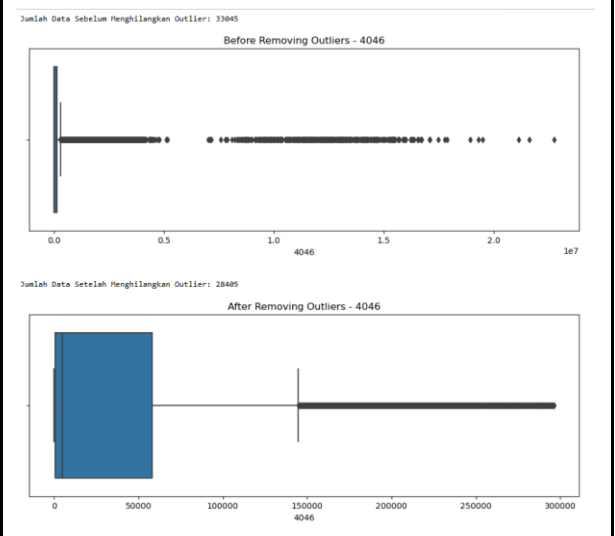 Jumlah Data Sebelum Menghilangkan Outlier: 33045
Before Removing Outliers - 4046
0.0 0.5 1.0 1.5 2.0
4046 1e7
Jumlah Data Setelah Menghilangkan Outlier: 28405
After Removing Outliers - 4046
0 50000 100000 150000 200000 250000 300000
4046